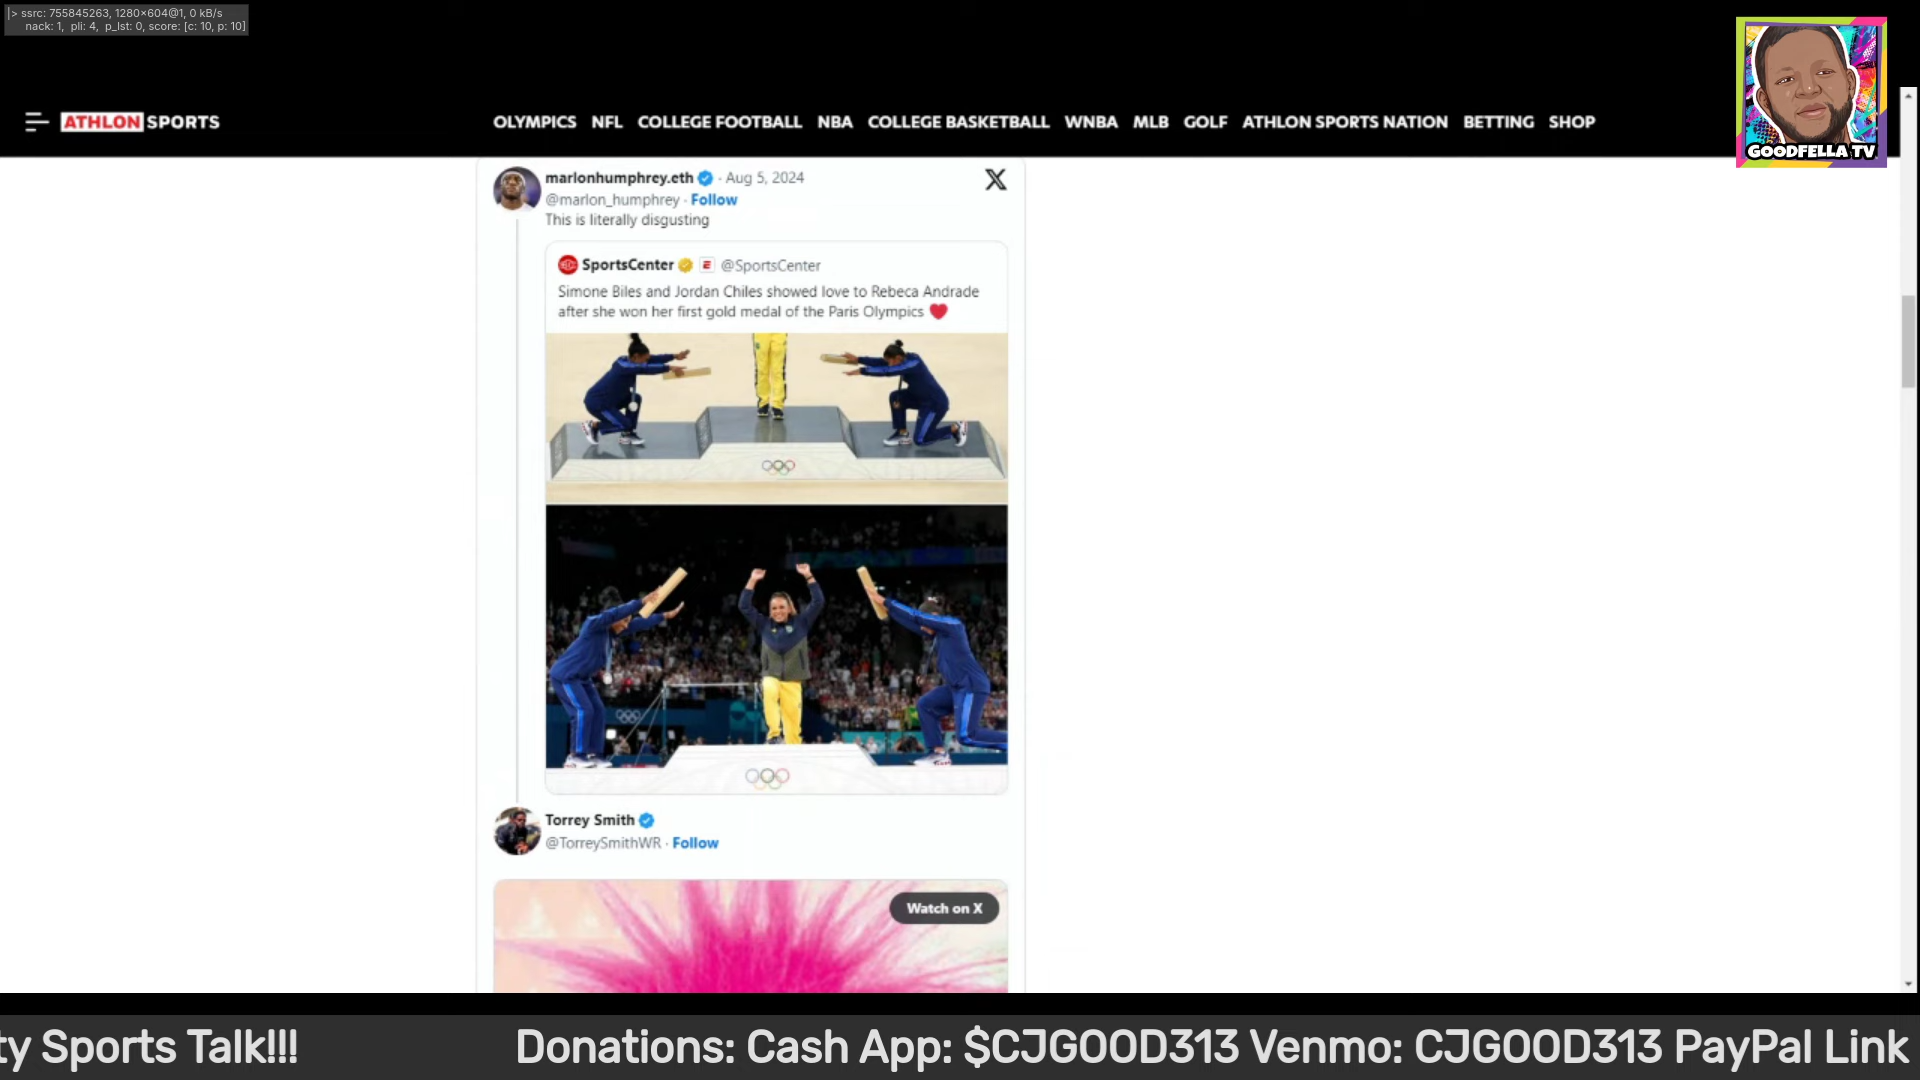 |> ssrc: 755845263, 1280×604@1, 0 kB/s
nack: 1, pli: 4, p_lst: 0, score: [c: 10, p: 10]
GOODFELLA TV
ATHLON SPORTS
OLYMPICS NFL COLLEGE FOOTBALL NBA COLLEGE BASKETBALL WNBA MLB GOLF ATHLON SPORTS NATION BETTING SHOP
marlonhumphrey.eth · Aug 5, 2024
@marlon_humphrey · Follow
This is literally disgusting
SportsCenter @SportsCenter
Simone Biles and Jordan Chiles showed love to Rebeca Andrade
after she won her first gold medal of the Paris Olympics ❤️
Torrey Smith
@TorreySmithWR · Follow
Watch on X
ty Sports Talk!!! Donations: Cash App: $CJGOOD313 Venmo: CJGOOD313 PayPal Link